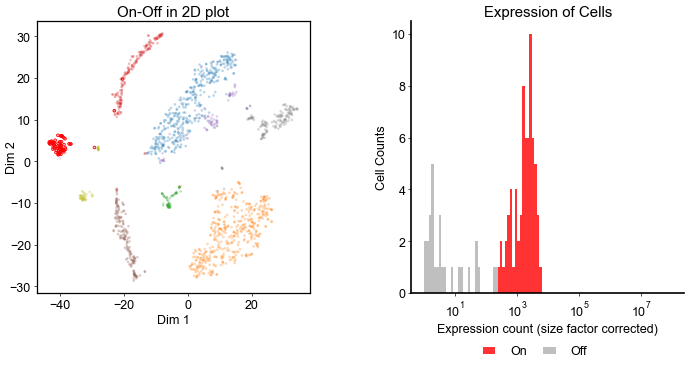 On-Off in 2D plot
Dim 2
30
20
10
0
−10
−20
−30
−40
−20
0
20
Dim 1
Expression of Cells
Cell Counts
10
8
6
4
2
0
10^1
10^3
10^5
10^7
Expression count (size factor corrected)
On
Off